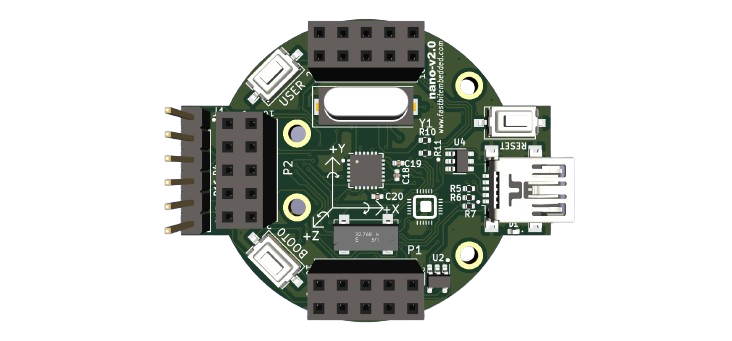 nano-v2.0
www.fastbitembedded.com
USER
Y1
R10
R11
U4
RESET
+Y
C19
C18
P2
C20
+X
+Z
R5
R6
R7
D1
32.768
BOOT0
P1
U2